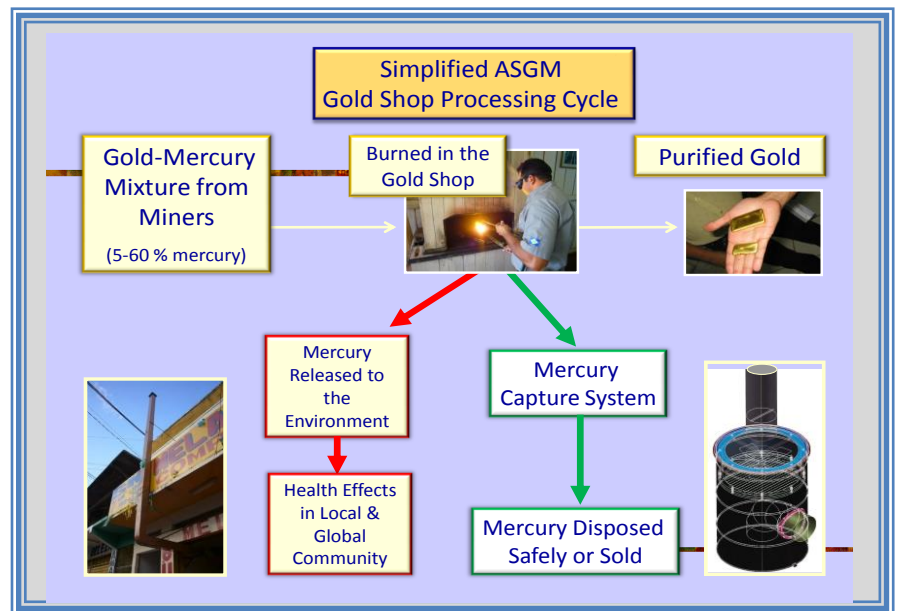 Simplified ASGM
Gold Shop Processing Cycle
Gold-Mercury
Mixture from
Miners
(5-60 % mercury)
Burned in the
Gold Shop
Purified Gold
Mercury
Released to
the
Environment
Health Effects
in Local &
Global
Community
Mercury
Capture System
Mercury Disposed
Safely or Sold